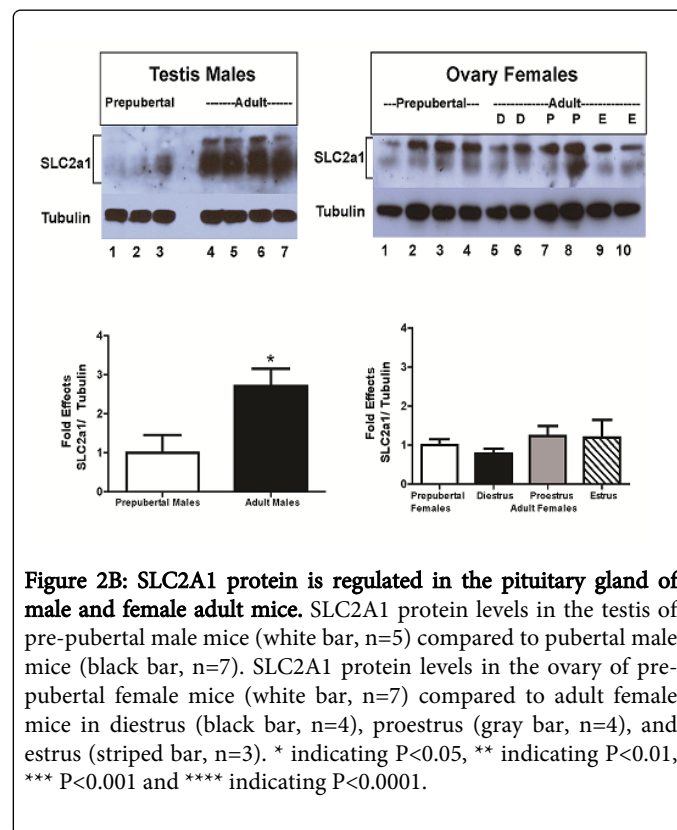 Testis Males
Prepubertal -------Adult------
SLC2a1
Tubulin
1 2 3 4 5 6 7
Ovary Females
---Prepubertal---- -------------Adult--------------
D D P P E E
SLC2a1
Tubulin
1 2 3 4 5 6 7 8 9 10
Fold Effects
SLC2a1/ Tubulin
4
3
2
1
0
*
Prepubertal Males Adult Males
Fold Effects
SLC2a1/ Tubulin
4
3
2
1
0
Prepubertal Diestrus Proestrus Estrus
Females Adult Females
Figure 2B: SLC2A1 protein is regulated in the pituitary gland of
male and female adult mice. SLC2A1 protein levels in the testis of
pre-pubertal male mice (white bar, n=5) compared to pubertal male
mice (black bar, n=7). SLC2A1 protein levels in the ovary of pre-
pubertal female mice (white bar, n=7) compared to adult female
mice in diestrus (black bar, n=4), proestrus (gray bar, n=4), and
estrus (striped bar, n=3). * indicating P<0.05, ** indicating P<0.01,
*** P<0.001 and **** indicating P<0.0001.